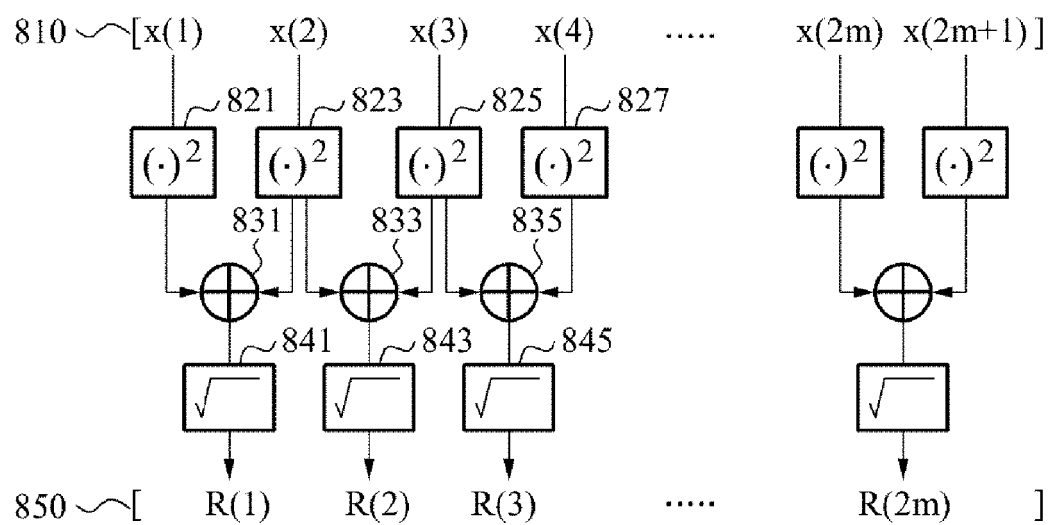 810 [x(1) x(2) x(3) x(4) ..... x(2m) x(2m+1)]
821 823 825 827
(·)² (·)² (·)² (·)² (·)² (·)²
831 833 835
841 843 845
√ √ √ √
850 [ R(1) R(2) R(3) ..... R(2m) ]